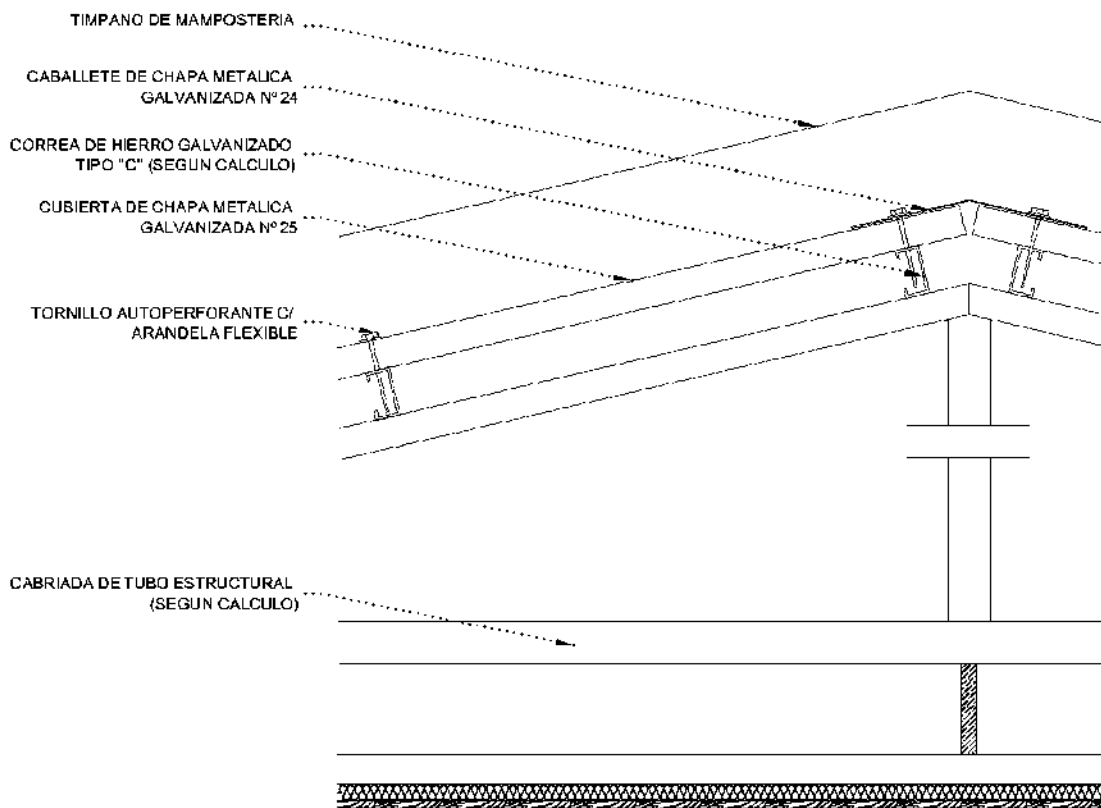 TIMPANO DE MAMPOSTERIA
CABALLETE DE CHAPA METALICA
GALVANIZADA Nº 24
CORREA DE HIERRO GALVANIZADO
TIPO "C" (SEGUN CALCULO)
CUBIERTA DE CHAPA METALICA
GALVANIZADA Nº 25
TORNILLO AUTOPERFORANTE C/
ARANDELA FLEXIBLE
CABRIADA DE TUBO ESTRUCTURAL
(SEGUN CALCULO)